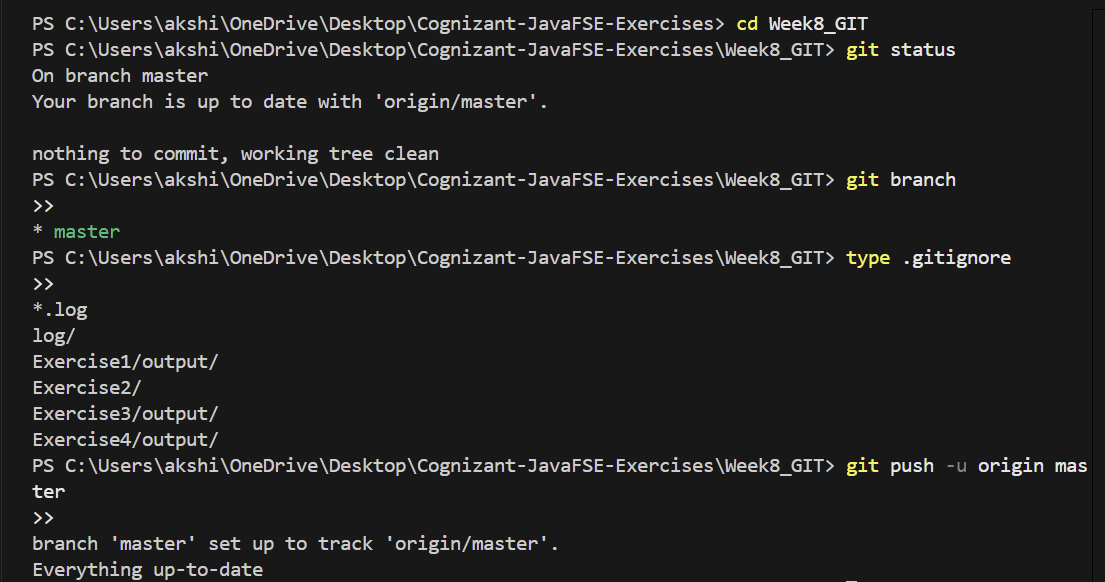 PS C:\Users\akshi\OneDrive\Desktop\Cognizant-JavaFSE-Exercises> cd Week8_GIT
PS C:\Users\akshi\OneDrive\Desktop\Cognizant-JavaFSE-Exercises\Week8_GIT> git status
On branch master
Your branch is up to date with 'origin/master'.
nothing to commit, working tree clean
PS C:\Users\akshi\OneDrive\Desktop\Cognizant-JavaFSE-Exercises\Week8_GIT> git branch
>>
* master
PS C:\Users\akshi\OneDrive\Desktop\Cognizant-JavaFSE-Exercises\Week8_GIT> type .gitignore
>>
*.log
log/
Exercise1/output/
Exercise2/
Exercise3/output/
Exercise4/output/
PS C:\Users\akshi\OneDrive\Desktop\Cognizant-JavaFSE-Exercises\Week8_GIT> git push -u origin mas
ter
>>
branch 'master' set up to track 'origin/master'.
Everything up-to-date